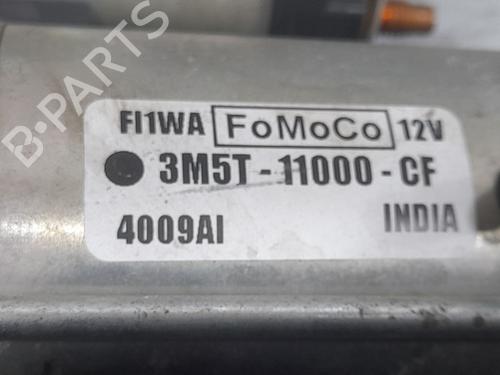 FI1WA FoMoCo 12V
3M5T - 11000 - CF
4009AI INDIA
B-PARTS